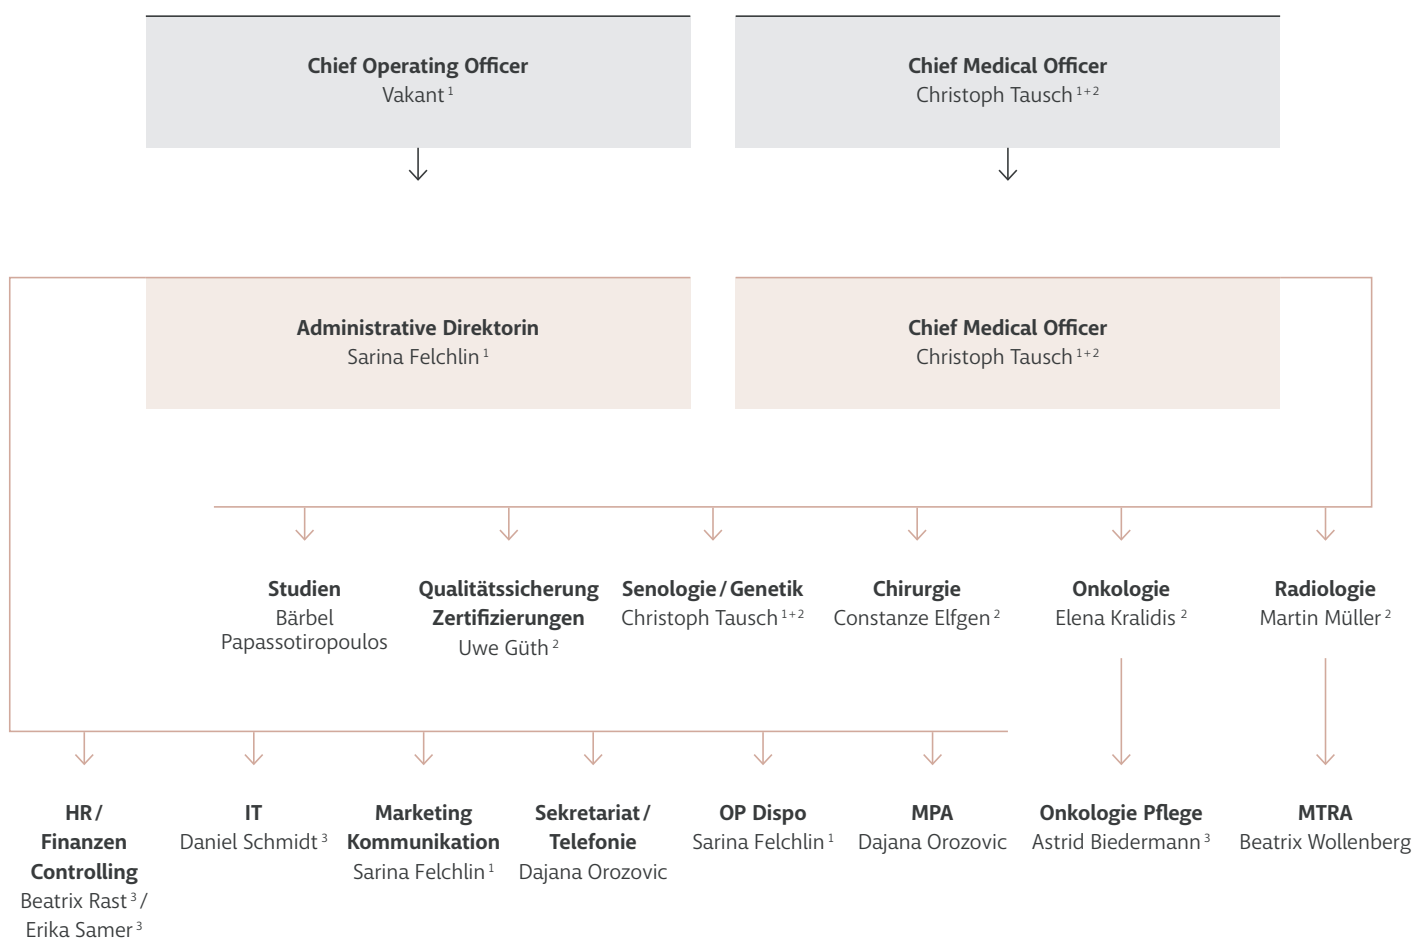 Chief Operating Officer
Vakant 1
Chief Medical Officer
Christoph Tausch 1+2
Administrative Direktorin
Sarina Felchlin 1
Chief Medical Officer
Christoph Tausch 1+2
Studien
Bärbel
Papassotiropoulos
Qualitätssicherung
Zertifizierungen
Uwe Güth 2
Senologie / Genetik
Christoph Tausch 1+2
Chirurgie
Constanze Elfgen 2
Onkologie
Elena Kralidis 2
Radiologie
Martin Müller 2
HR /
Finanzen
Controlling
Beatrix Rast 3 /
Erika Samer 3
IT
Daniel Schmidt 3
Marketing
Kommunikation
Sarina Felchlin 1
Sekretariat /
Telefonie
Dajana Orozovic
OP Dispo
Sarina Felchlin 1
MPA
Dajana Orozovic
Onkologie Pflege
Astrid Biedermann 3
MTRA
Beatrix Wollenberg